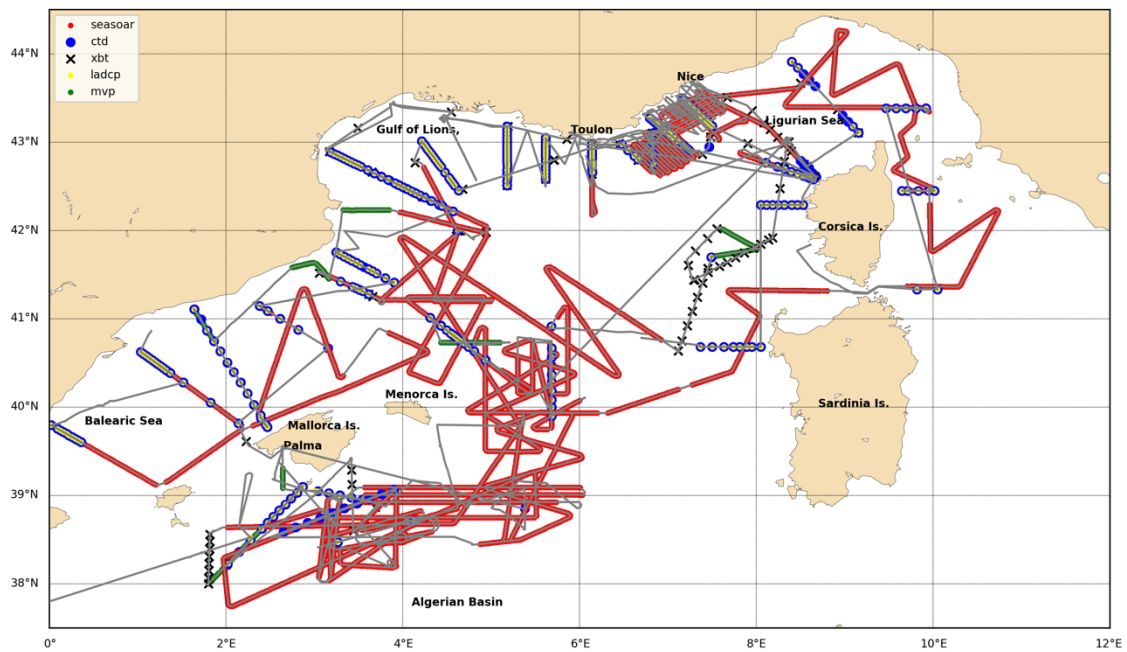 seasoar
ctd
xbt
ladcp
mvp
44°N
43°N
42°N
41°N
40°N
39°N
38°N
Nice
Gulf of Lions,
Toulon
Ligurian Sea
Corsica Is.
Menorca Is.
Sardinia Is.
Balearic Sea
Mallorca Is.
Palma
Algerian Basin
0°
2°E
4°E
6°E
8°E
10°E
12°E